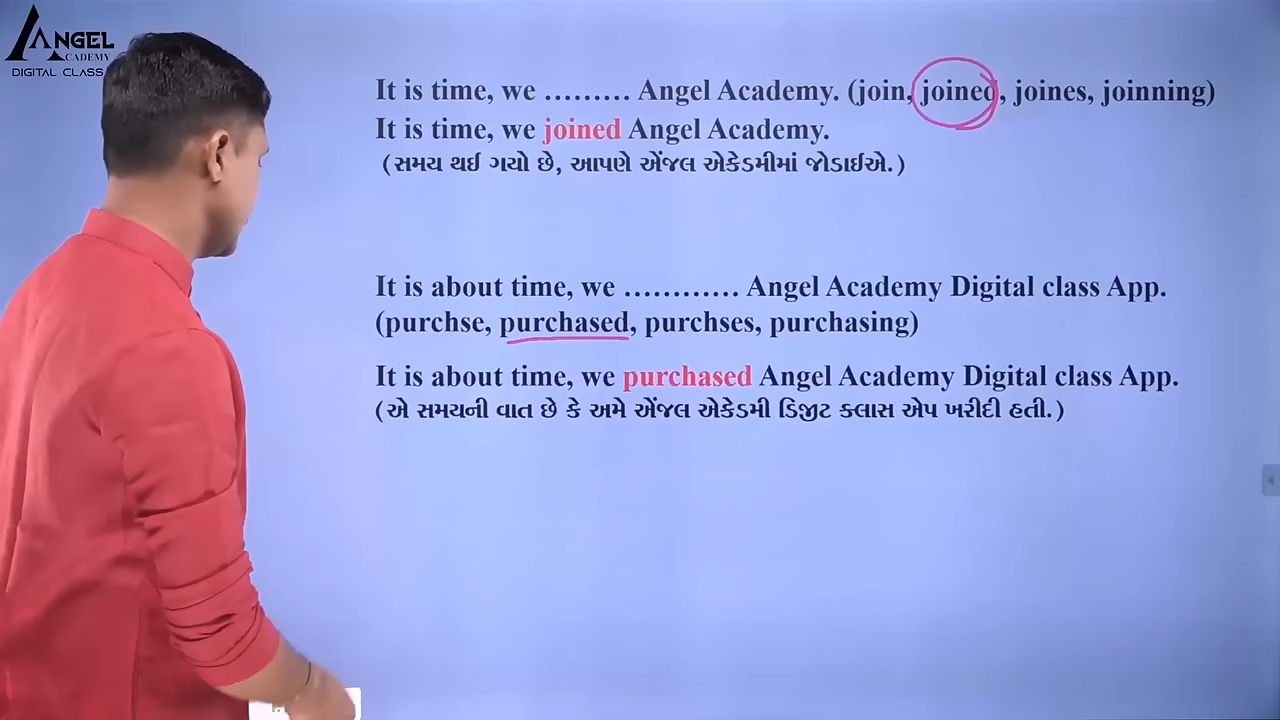 ANGEL
ACADEMY
DIGITAL CLASS
It is time, we ......... Angel Academy. (join, joined, joines, joinning)
It is time, we joined Angel Academy.
(સમય થઈ ગયો છે, આપણે એંજલ એકેડમીમાં જોડાઈએ.)
It is about time, we ............ Angel Academy Digital class App.
(purchse, purchased, purchses, purchasing)
It is about time, we purchased Angel Academy Digital class App.
(એ સમયની વાત છે કે અમે એંજલ એકેડમી ડિજીટ ક્લાસ એપ ખરીદી હતી.)